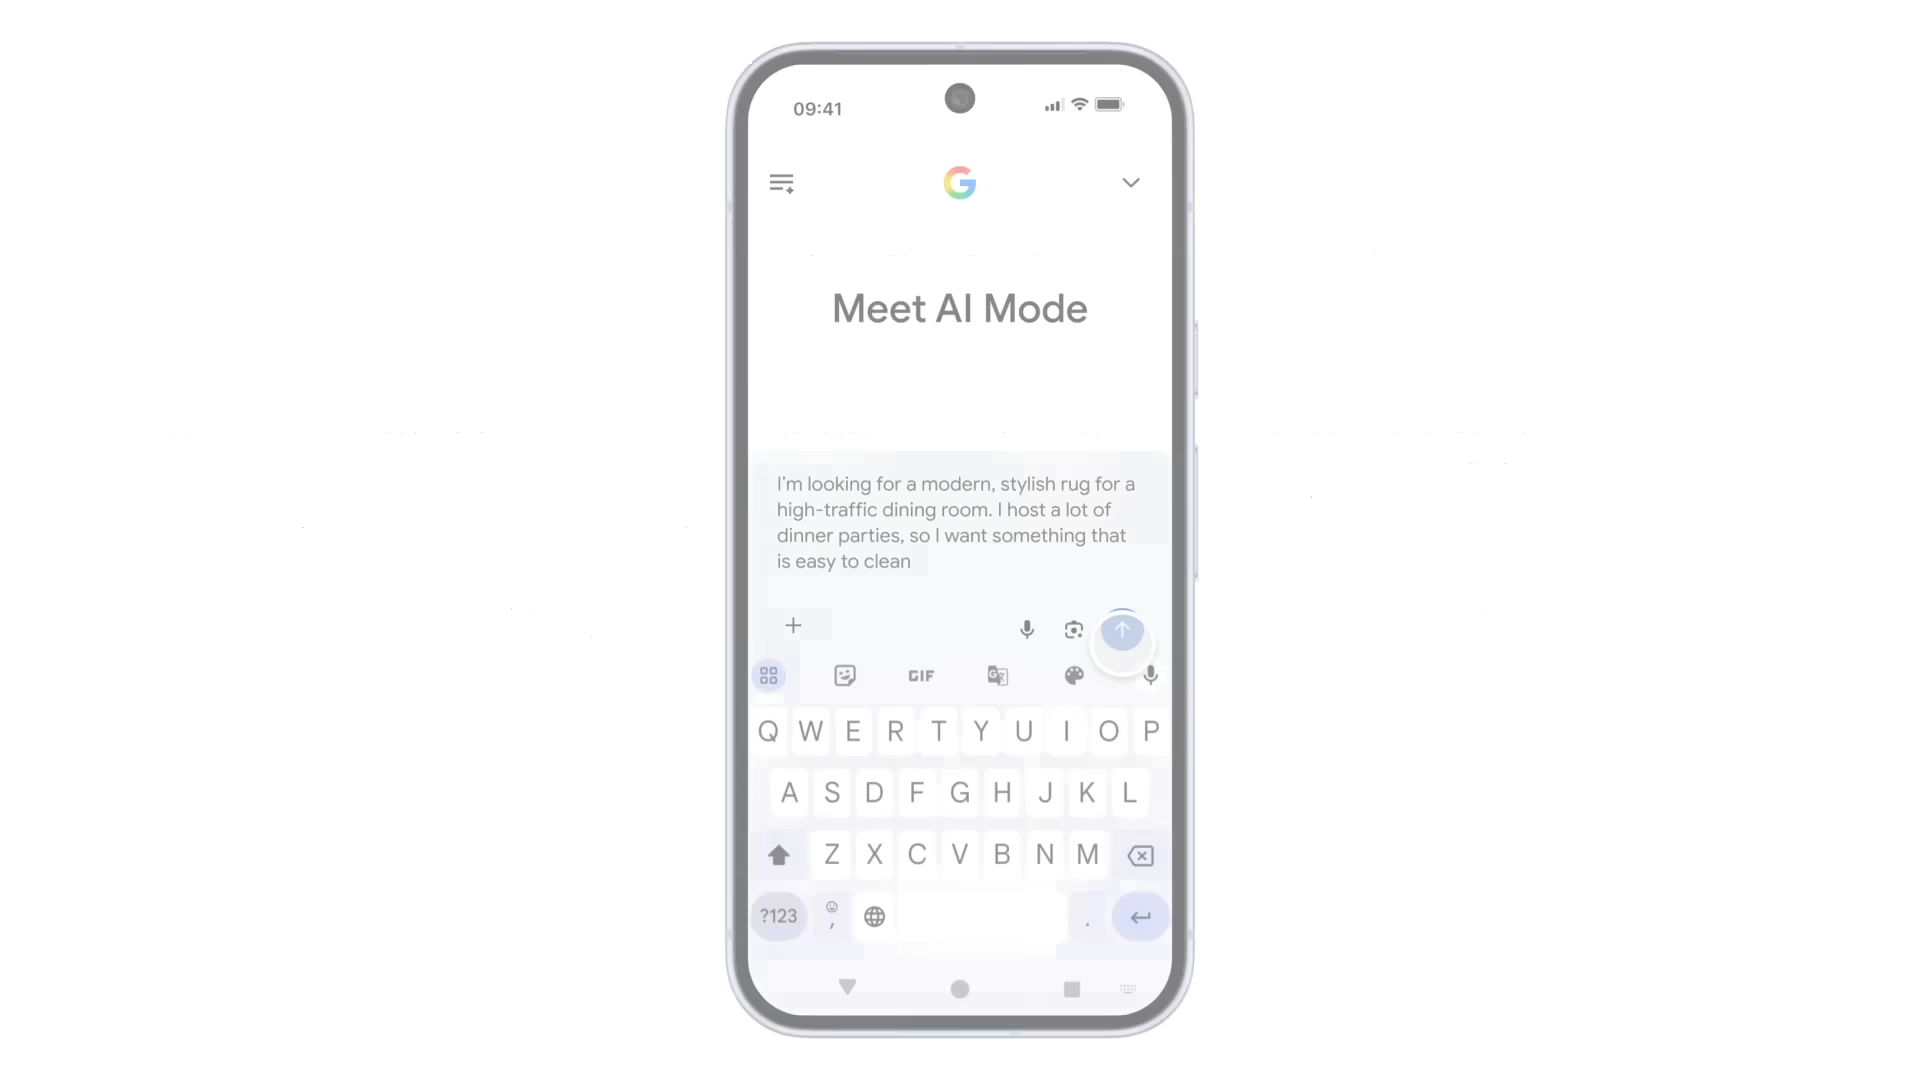 09:41
Meet AI Mode
I'm looking for a modern, stylish rug for a
high-traffic dining room. I host a lot of
dinner parties, so I want something that
is easy to clean
GIF
Q W E R T Y U I O P
A S D F G H J K L
Z X C V B N M
?123 , .